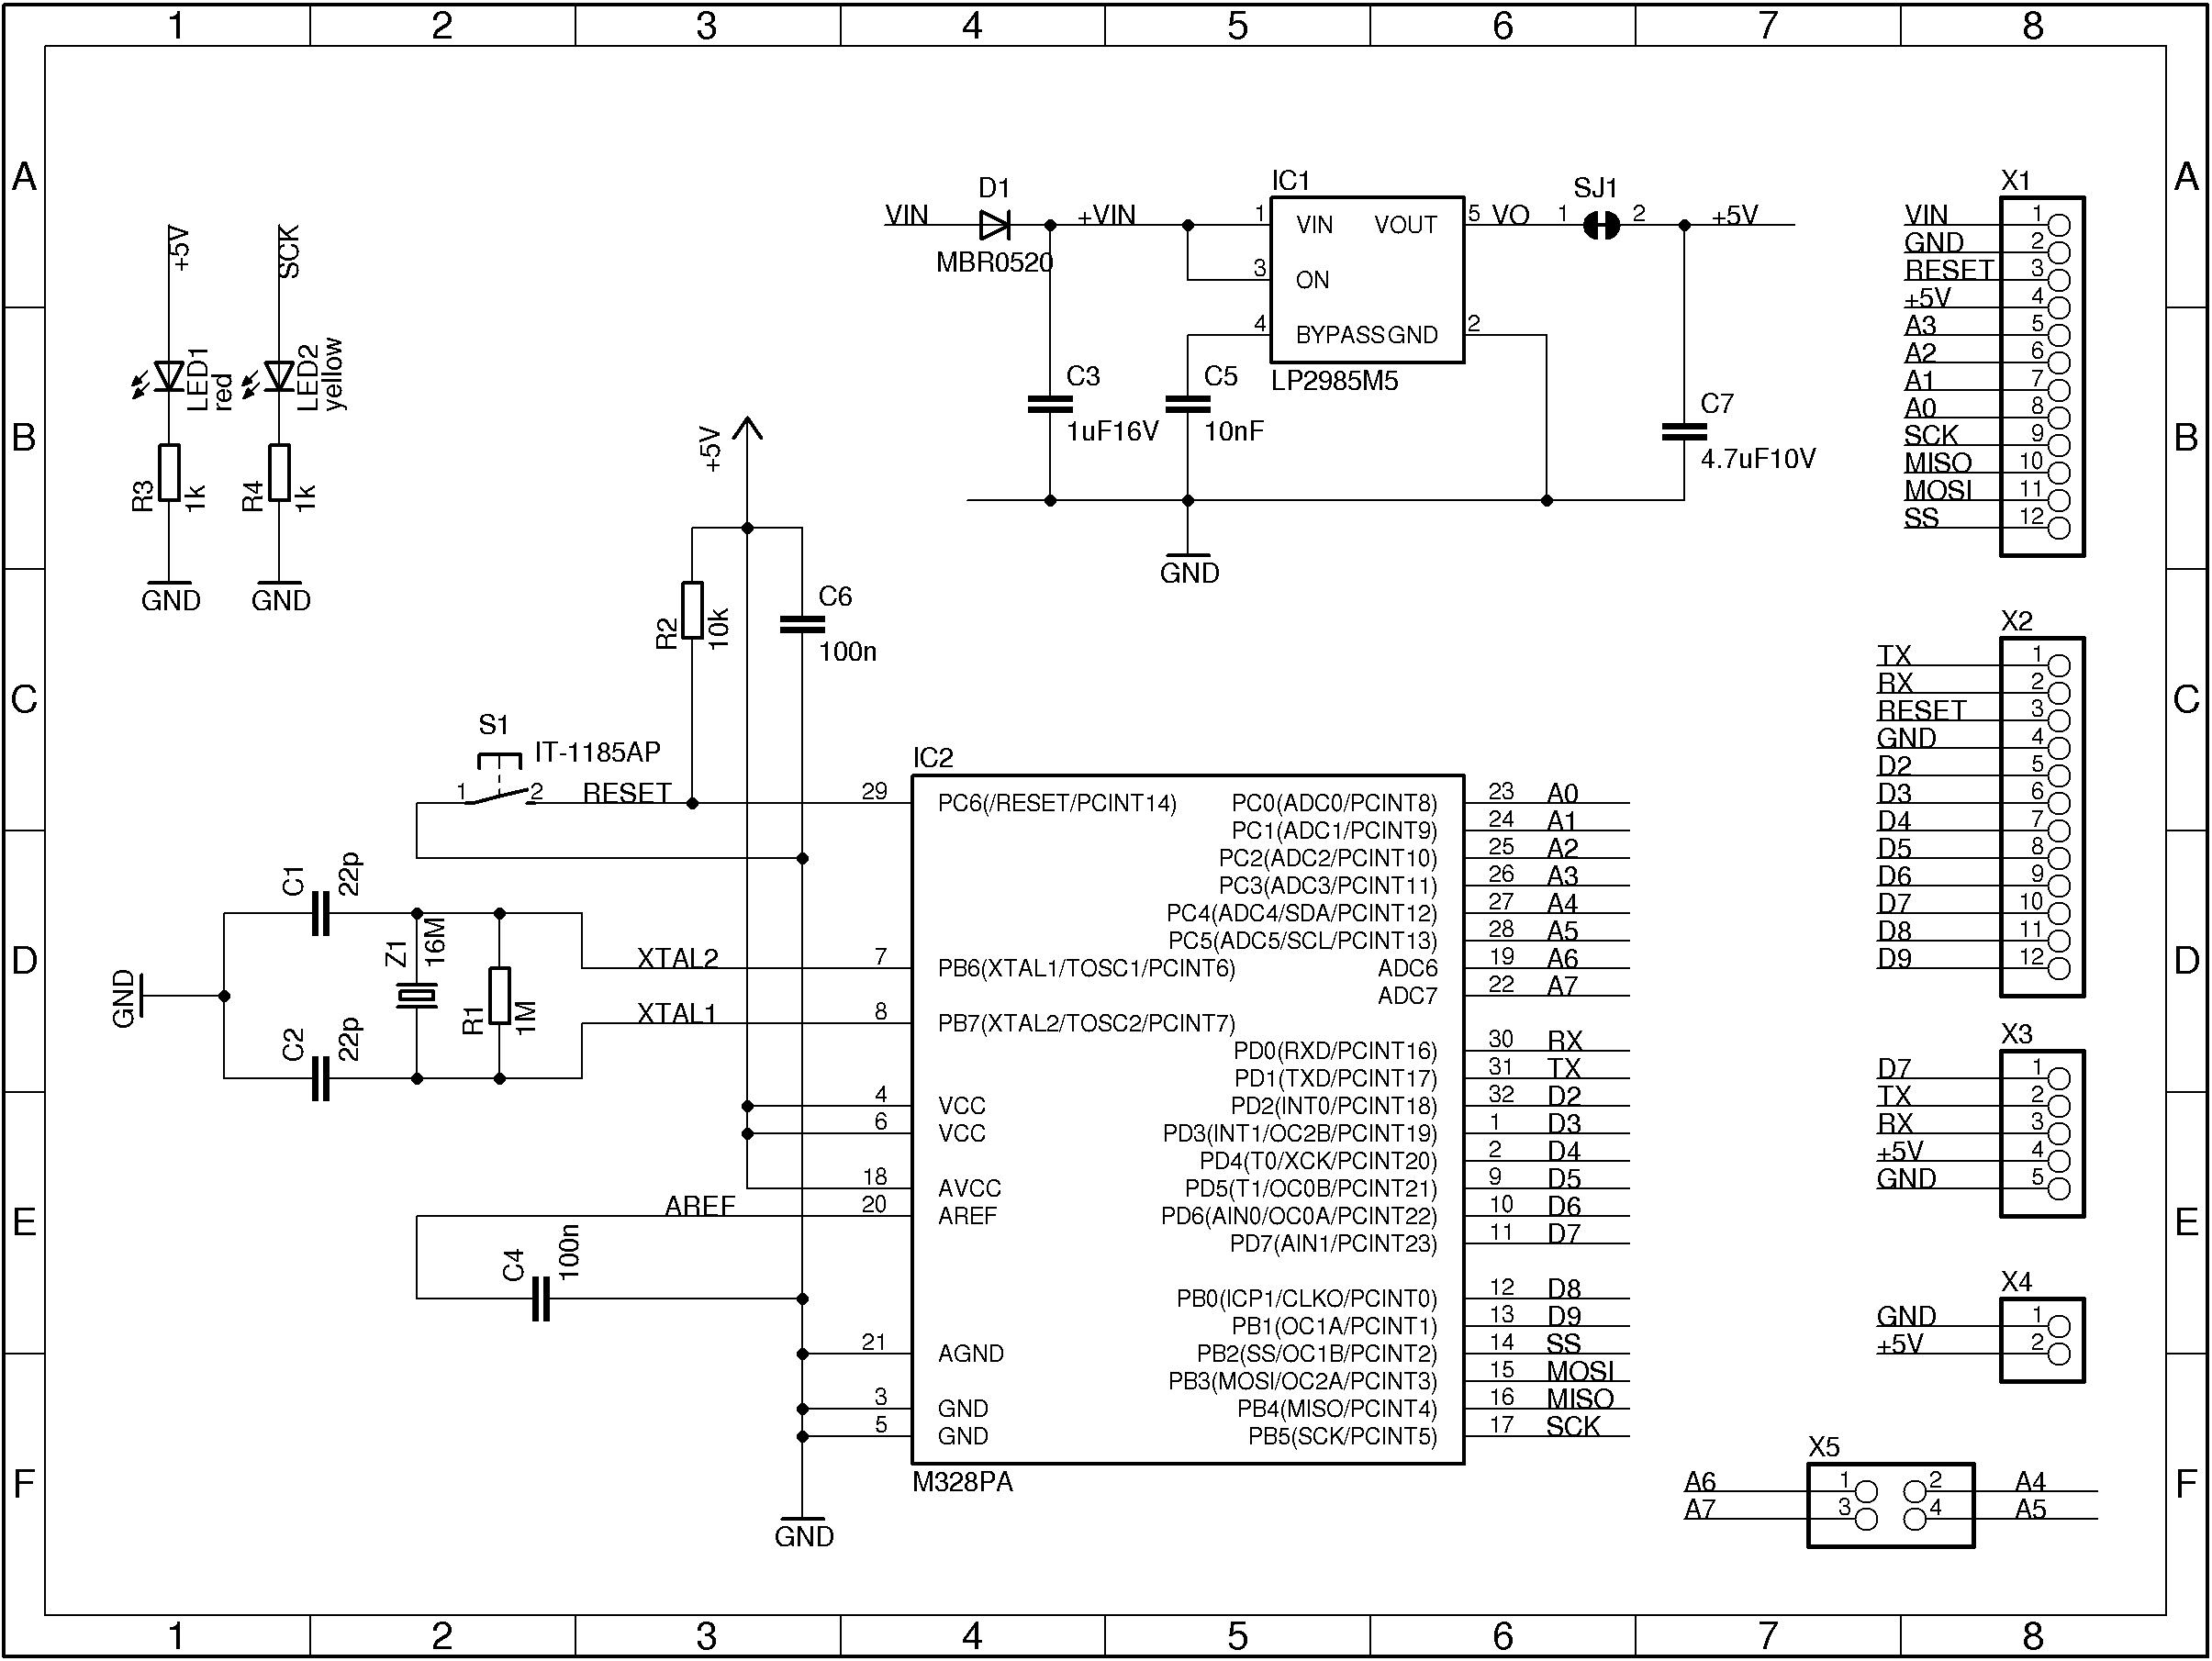 1 2 3 4 5 6 7 8
A
A
B
B
C
C
D
D
E
E
F
F
+5V
SCK
LED1
red
LED2
yellow
R3
1k
R4
1k
GND
GND
VIN
D1
MBR0520
+VIN
IC1
1 VIN VOUT 5 VO
3 ON
4 BYPASS GND 2
LP2985M5
1 SJ1 2
+5V
C3
1uF16V
C5
10nF
C7
4.7uF10V
GND
+5V
R2
10k
C6
100n
S1
IT-1185AP
1 2 RESET
C1
22p
C2
22p
GND
Z1
16M
R1
1M
XTAL2
XTAL1
AREF
C4
100n
GND
IC2
29 PC6(/RESET/PCINT14)
7 PB6(XTAL1/TOSC1/PCINT6)
8 PB7(XTAL2/TOSC2/PCINT7)
4 VCC
6 VCC
18 AVCC
20 AREF
21 AGND
3 GND
5 GND
PC0(ADC0/PCINT8) 23 A0
PC1(ADC1/PCINT9) 24 A1
PC2(ADC2/PCINT10) 25 A2
PC3(ADC3/PCINT11) 26 A3
PC4(ADC4/SDA/PCINT12) 27 A4
PC5(ADC5/SCL/PCINT13) 28 A5
ADC6 19 A6
ADC7 22 A7
PD0(RXD/PCINT16) 30 RX
PD1(TXD/PCINT17) 31 TX
PD2(INT0/PCINT18) 32 D2
PD3(INT1/OC2B/PCINT19) 1 D3
PD4(T0/XCK/PCINT20) 2 D4
PD5(T1/OC0B/PCINT21) 9 D5
PD6(AIN0/OC0A/PCINT22) 10 D6
PD7(AIN1/PCINT23) 11 D7
PB0(ICP1/CLKO/PCINT0) 12 D8
PB1(OC1A/PCINT1) 13 D9
PB2(SS/OC1B/PCINT2) 14 SS
PB3(MOSI/OC2A/PCINT3) 15 MOSI
PB4(MISO/PCINT4) 16 MISO
PB5(SCK/PCINT5) 17 SCK
M328PA
X1
VIN 1
GND 2
RESET 3
+5V 4
A3 5
A2 6
A1 7
A0 8
SCK 9
MISO 10
MOSI 11
SS 12
X2
TX 1
RX 2
RESET 3
GND 4
D2 5
D3 6
D4 7
D5 8
D6 9
D7 10
D8 11
D9 12
X3
D7 1
TX 2
RX 3
+5V 4
GND 5
X4
GND 1
+5V 2
X5
A6 1 2 A4
A7 3 4 A5
1 2 3 4 5 6 7 8